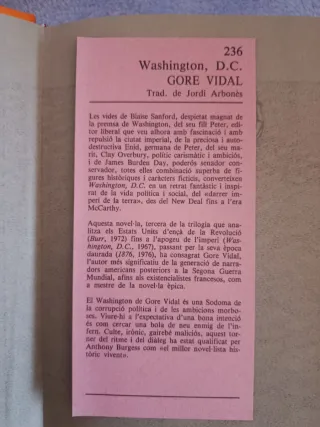 236
Washington, D.C.
GORE VIDAL
Trad. de Jordi Arbonès
Les vides de Blaise Sanford, despietat magnat de
la premsa de Washington, del seu fill Peter, edi-
tor liberal que veu alhora amb fascinació i amb
repulsió la ciutat imperial, de la preciosa i auto-
destructiva Enid, germana de Peter, del seu ma-
rit, Clay Overbury, polític carismàtic i ambiciós,
i de James Burden Day, poderós senador conser-
vador, totes elles combinació superba de fi-
gures històriques i caràcters ficticis, converteixen
Washington, D.C. en un retrat fantàstic i inspi-
rat de la vida política i social, del «darrer im-
peri de la terra», des del New Deal fins a l'era
McCarthy.
Aquesta novel·la, tercera de la trilogia que ana-
litza els Estats Units d'ençà de la Revolució
(Burr, 1972) fins a l'apogeu de l'imperi (Was-
hington, D.C., 1967), passant per la seva època
daurada (1876, 1976), ha consagrat Gore Vidal,
l'autor més significatiu de la generació de narra-
dors americans posteriors a la Segona Guerra
Mundial, afins als existencialistes francesos, com
a mestre de la novel·la èpica.
El Washington de Gore Vidal és una Sodoma de
la corrupció política i de les ambicions morbo-
ses. Viure-hi a l'expectativa d'una bona intenció
és com cercar una bola de neu enmig de l'in-
fern. Culte, irònic, gairebé maliciós, aquest tor-
ner del ritme i del diàleg ha estat qualificat per
Anthony Burgess com «el millor novel·lista his-
tòric vivent».